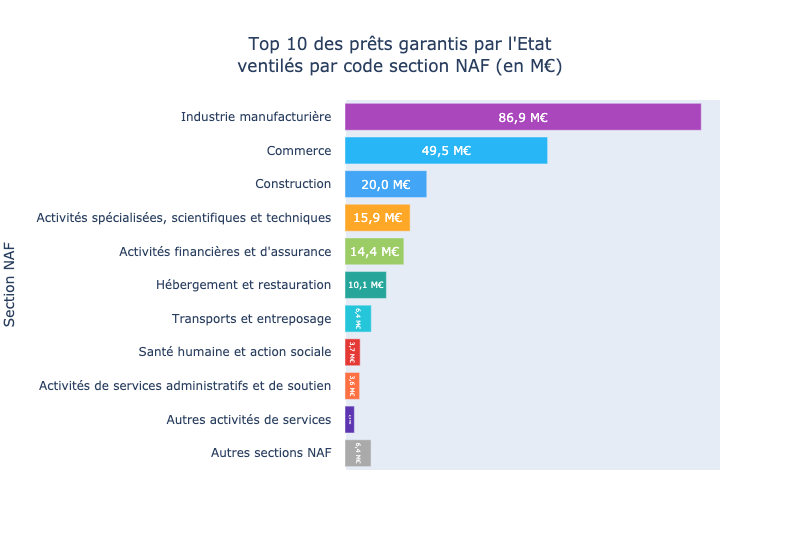 Top 10 des prêts garantis par l'Etat
ventilés par code section NAF (en M€)
Section NAF
Industrie manufacturière
86,9 M€
Commerce
49,5 M€
Construction
20,0 M€
Activités spécialisées, scientifiques et techniques
15,9 M€
Activités financières et d'assurance
14,4 M€
Hébergement et restauration
10,1 M€
Transports et entreposage
6,4 M€
Santé humaine et action sociale
3,7 M€
Activités de services administratifs et de soutien
3,6 M€
Autres activités de services
Autres sections NAF
6,4 M€